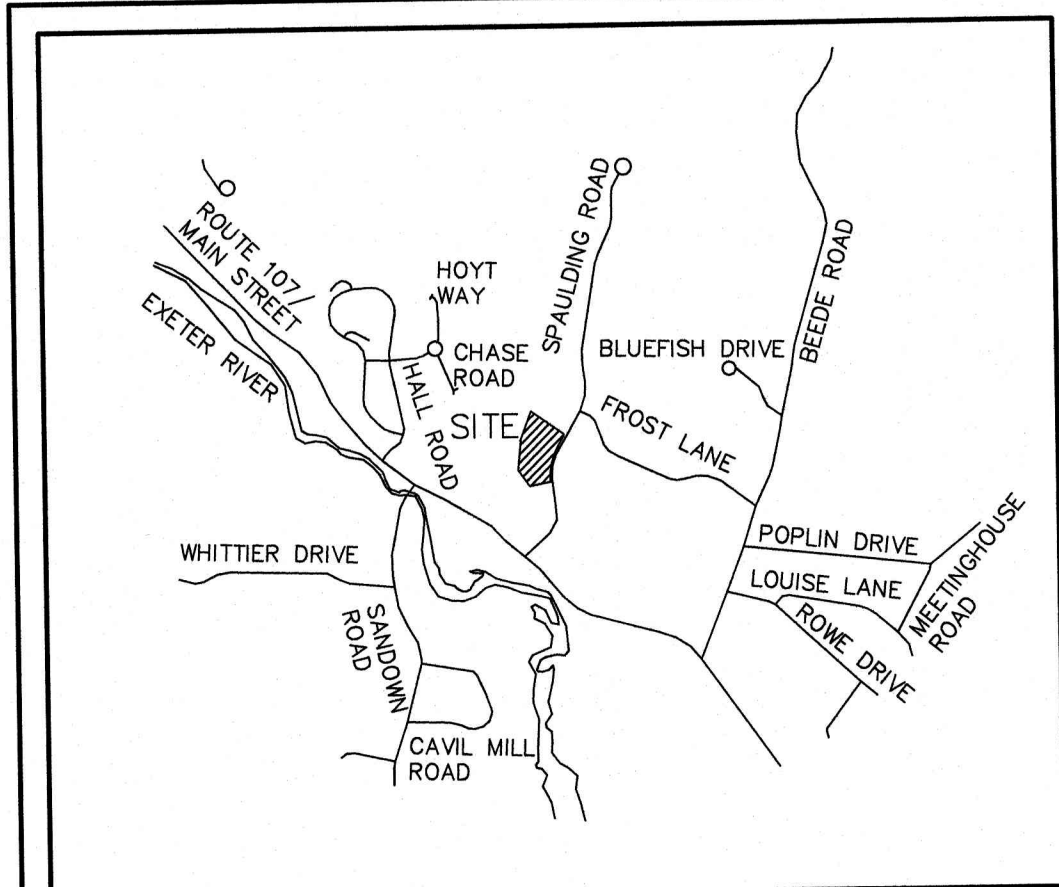 ROUTE 107/
MAIN STREET
EXETER RIVER
HOYT
WAY
CHASE
ROAD
HALL ROAD
SITE
SPAULDING ROAD
BLUEFISH DRIVE
BEEDE ROAD
FROST LANE
POPLIN DRIVE
LOUISE LANE
MEETINGHOUSE
ROAD
ROWE DRIVE
WHITTIER DRIVE
SANDOWN
ROAD
CAVIL MILL
ROAD